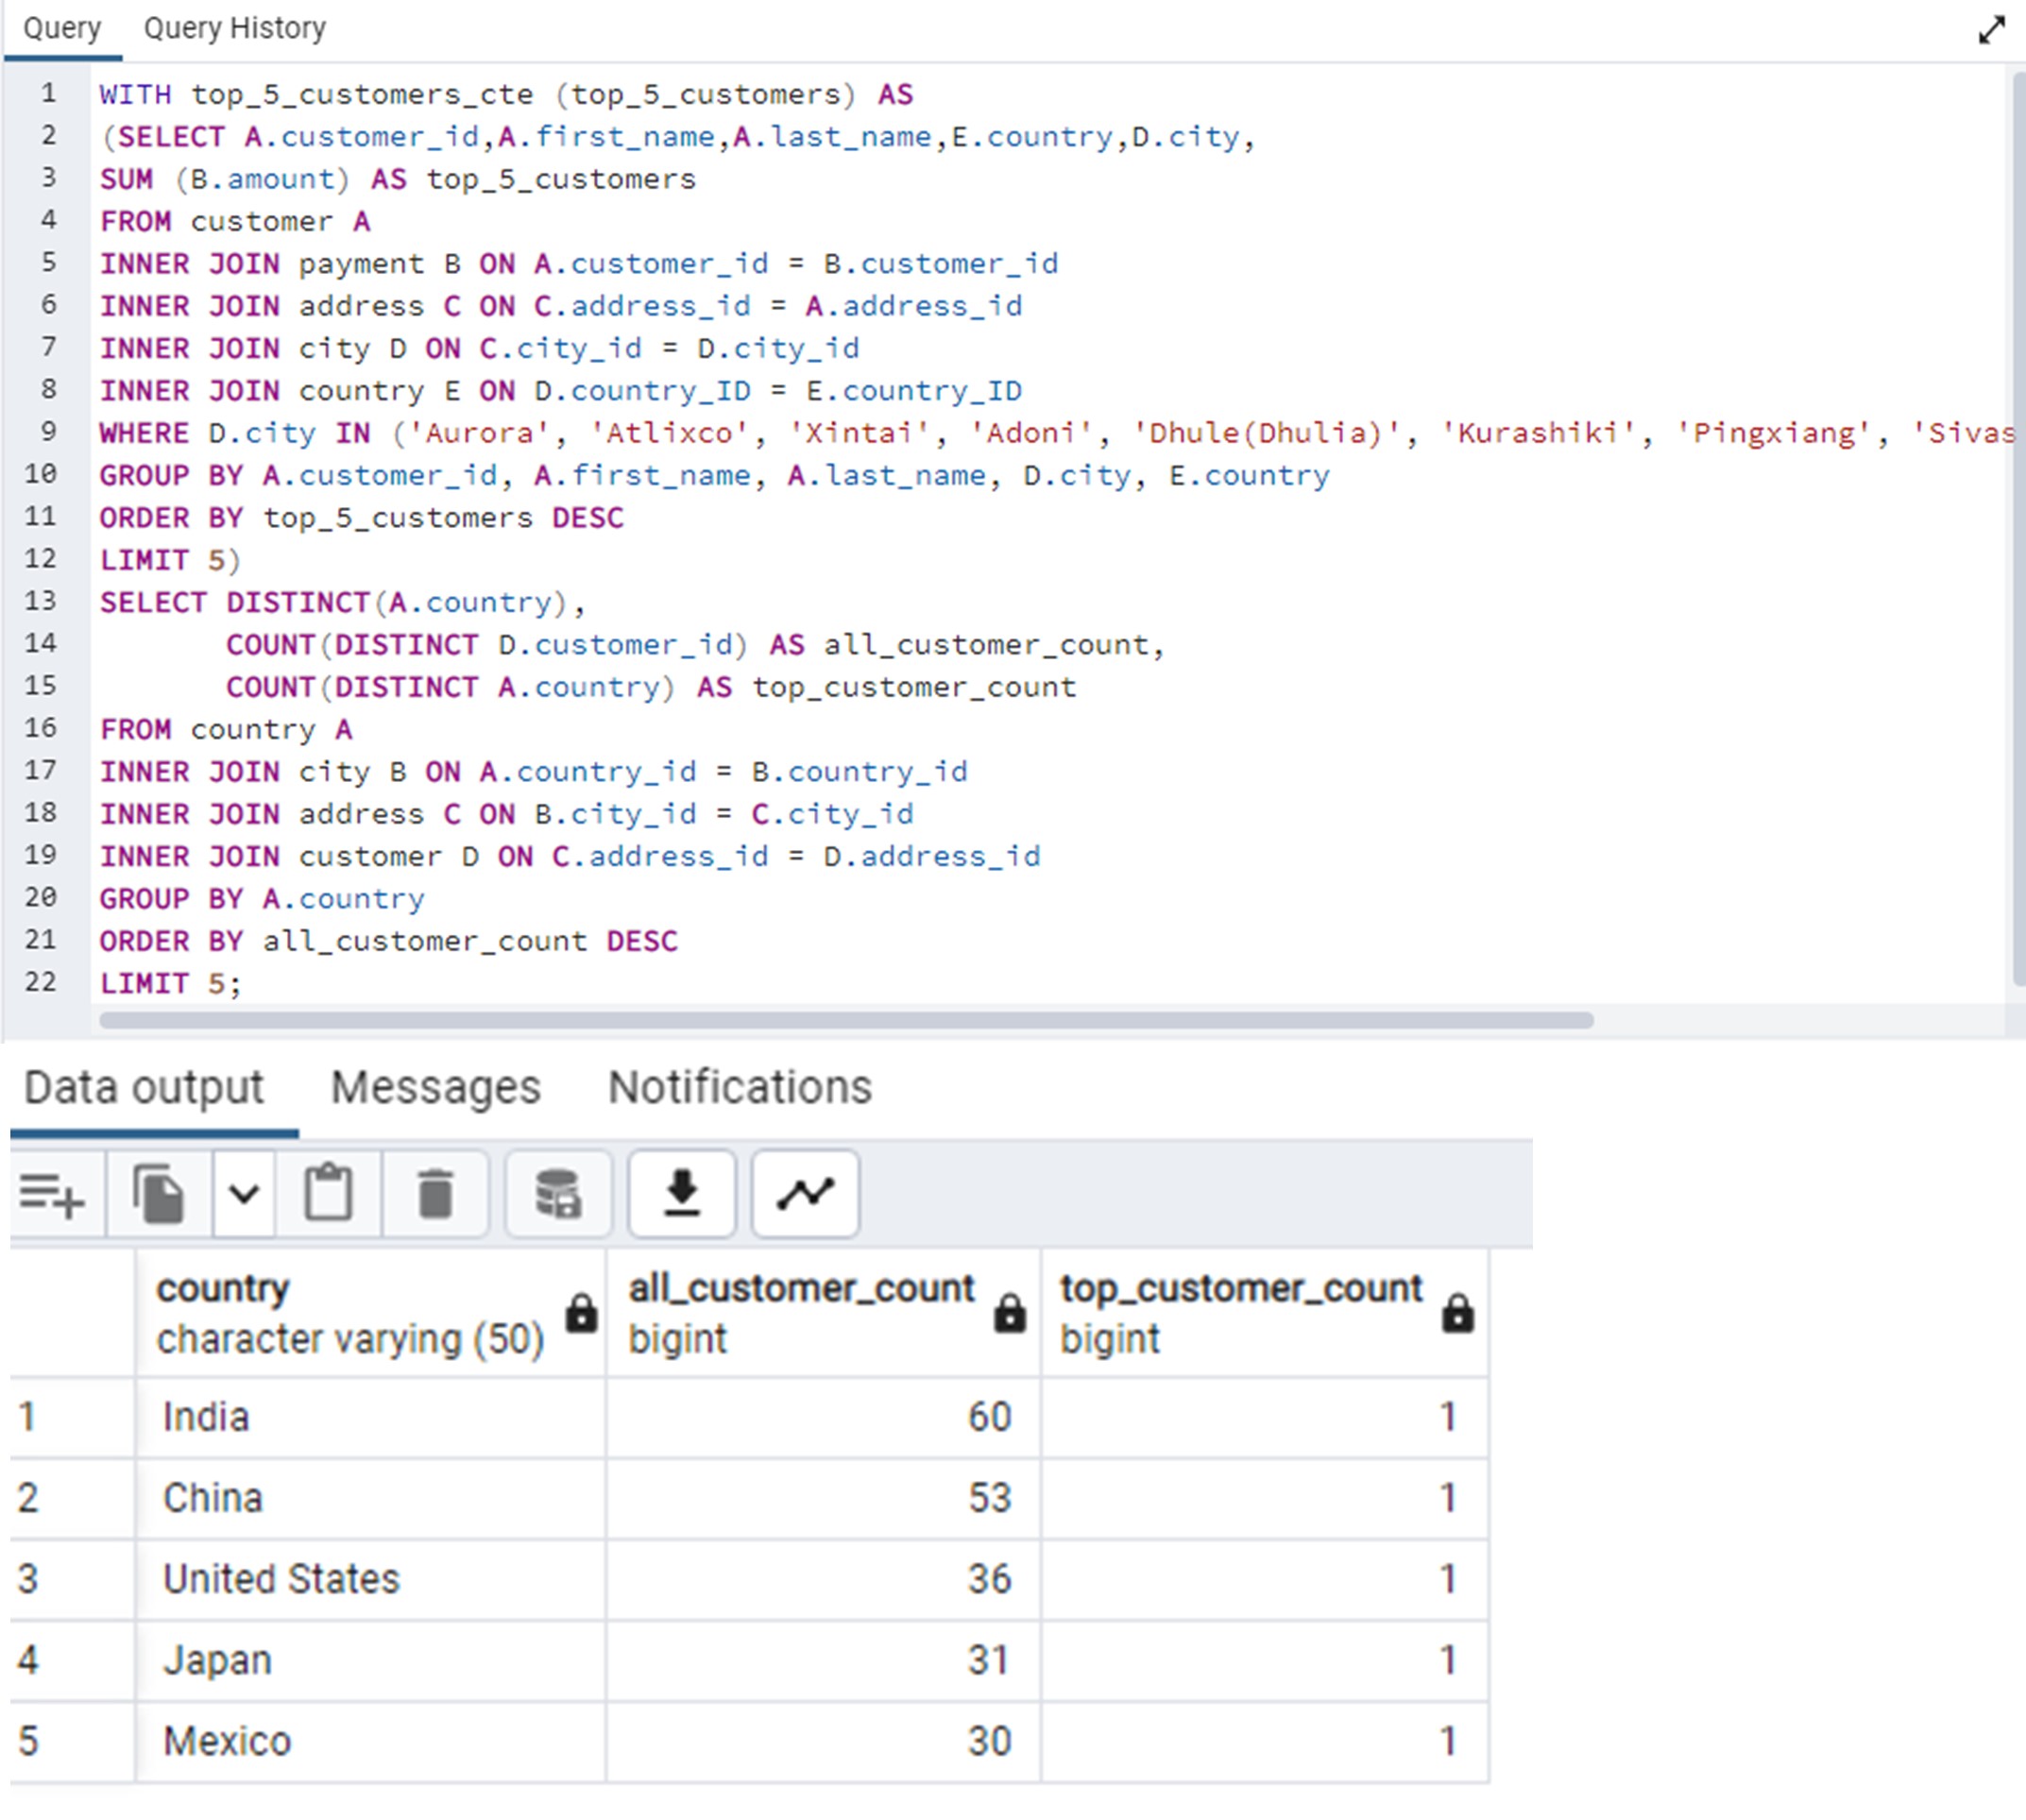 Query Query History
1 WITH top_5_customers_cte (top_5_customers) AS
2 (SELECT A.customer_id,A.first_name,A.last_name,E.country,D.city,
3 SUM (B.amount) AS top_5_customers
4 FROM customer A
5 INNER JOIN payment B ON A.customer_id = B.customer_id
6 INNER JOIN address C ON C.address_id = A.address_id
7 INNER JOIN city D ON C.city_id = D.city_id
8 INNER JOIN country E ON D.country_ID = E.country_ID
9 WHERE D.city IN ('Aurora', 'Atlixco', 'Xintai', 'Adoni', 'Dhule(Dhulia)', 'Kurashiki', 'Pingxiang', 'Sivas
10 GROUP BY A.customer_id, A.first_name, A.last_name, D.city, E.country
11 ORDER BY top_5_customers DESC
12 LIMIT 5)
13 SELECT DISTINCT(A.country),
14 COUNT(DISTINCT D.customer_id) AS all_customer_count,
15 COUNT(DISTINCT A.country) AS top_customer_count
16 FROM country A
17 INNER JOIN city B ON A.country_id = B.country_id
18 INNER JOIN address C ON B.city_id = C.city_id
19 INNER JOIN customer D ON C.address_id = D.address_id
20 GROUP BY A.country
21 ORDER BY all_customer_count DESC
22 LIMIT 5;
Data output Messages Notifications
country all_customer_count top_customer_count
character varying (50) bigint bigint
1 India 60 1
2 China 53 1
3 United States 36 1
4 Japan 31 1
5 Mexico 30 1